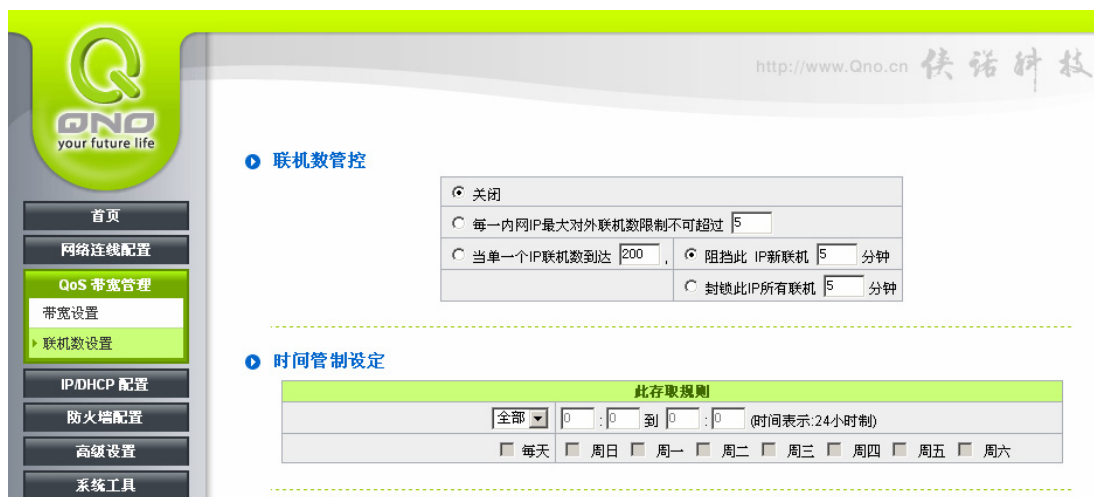 http://www.Qno.cn 侠诺科技
Q
QNO
your future life
首页
网络连线配置
QoS 带宽管理
带宽设置
联机数设置
IP/DHCP 配置
防火墙配置
高级设置
系统工具
联机数管控
关闭
每一内网IP最大对外联机数限制不可超过 5
当单一个IP联机数到达 200 , 阻挡此 IP新联机 5 分钟
封锁此IP所有联机 5 分钟
时间管制设定
此存取规则
全部 0 : 0 到 0 : 0 (时间表示:24小时制)
每天 周日 周一 周二 周三 周四 周五 周六